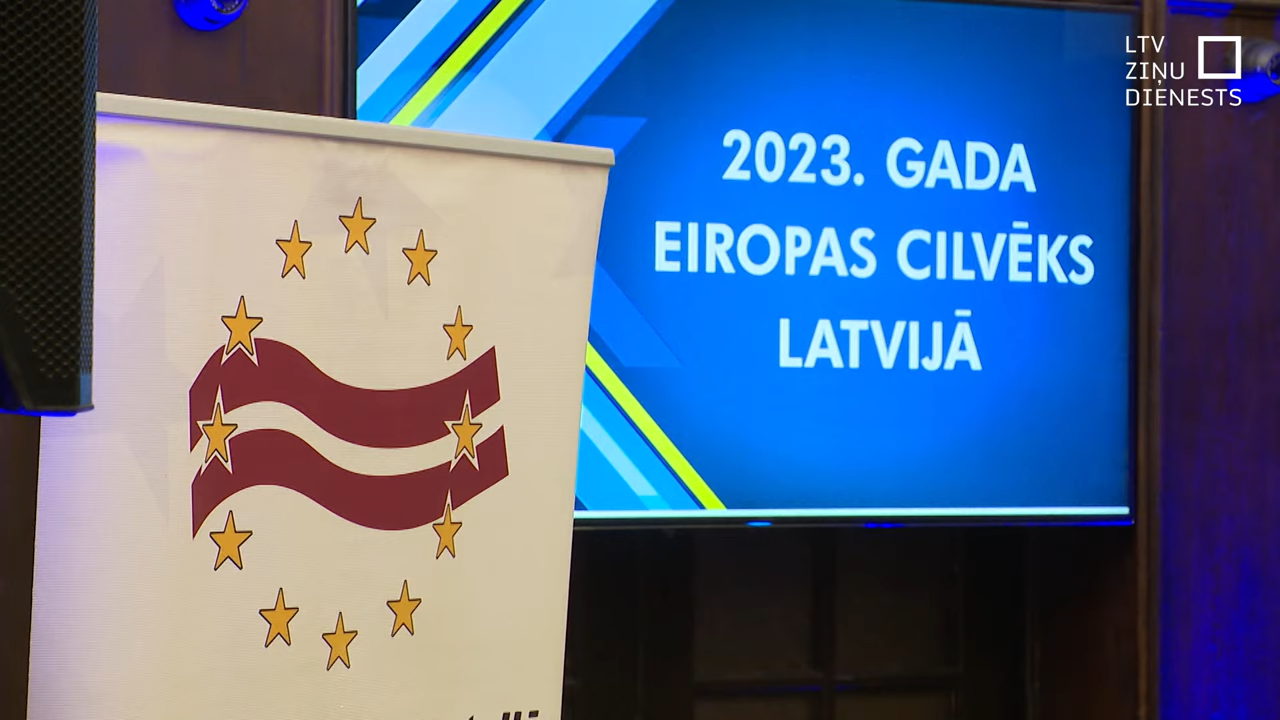 LTV
ZIŅU
DIENESTS
2023. GADA
EIROPAS CILVĒKS
LATVIJĀ